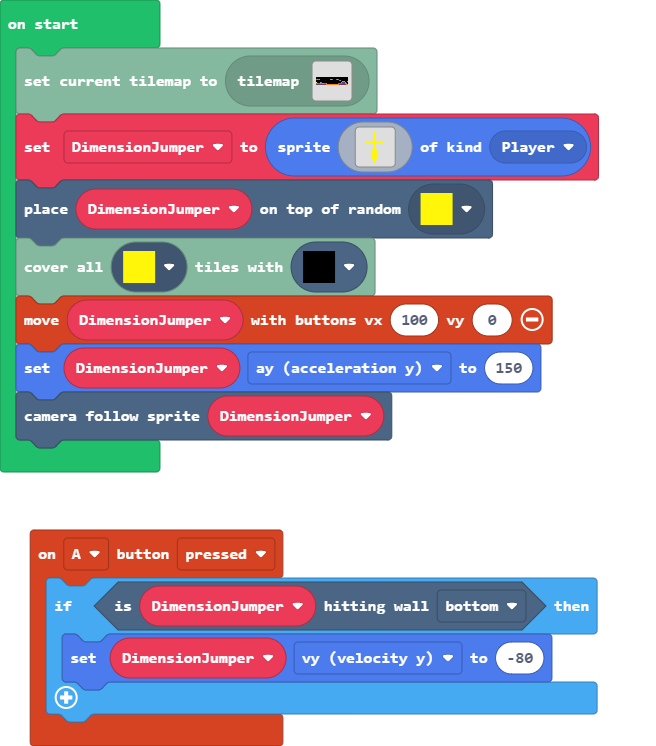 on start
set current tilemap to tilemap
set DimensionJumper to sprite of kind Player
place DimensionJumper on top of random
cover all tiles with
move DimensionJumper with buttons vx 100 vy 0
set DimensionJumper ay (acceleration y) to 150
camera follow sprite DimensionJumper
on A button pressed
if is DimensionJumper hitting wall bottom then
set DimensionJumper vy (velocity y) to -80